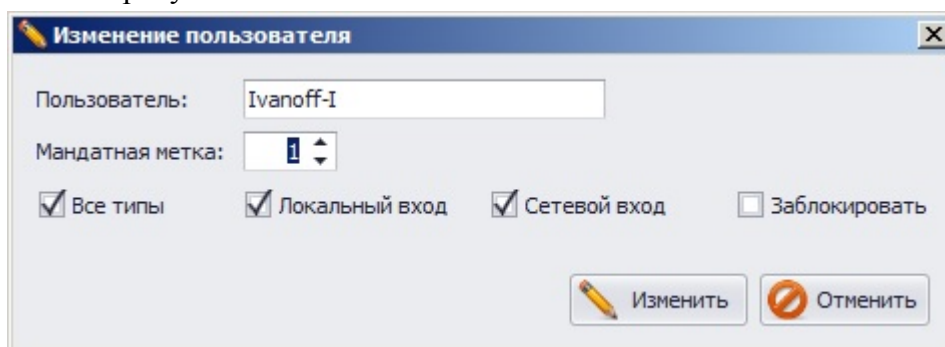 Изменение пользователя
Пользователь: Ivanoff-I
Мандатная метка: 1
Все типы Локальный вход Сетевой вход Заблокировать
Изменить Отменить